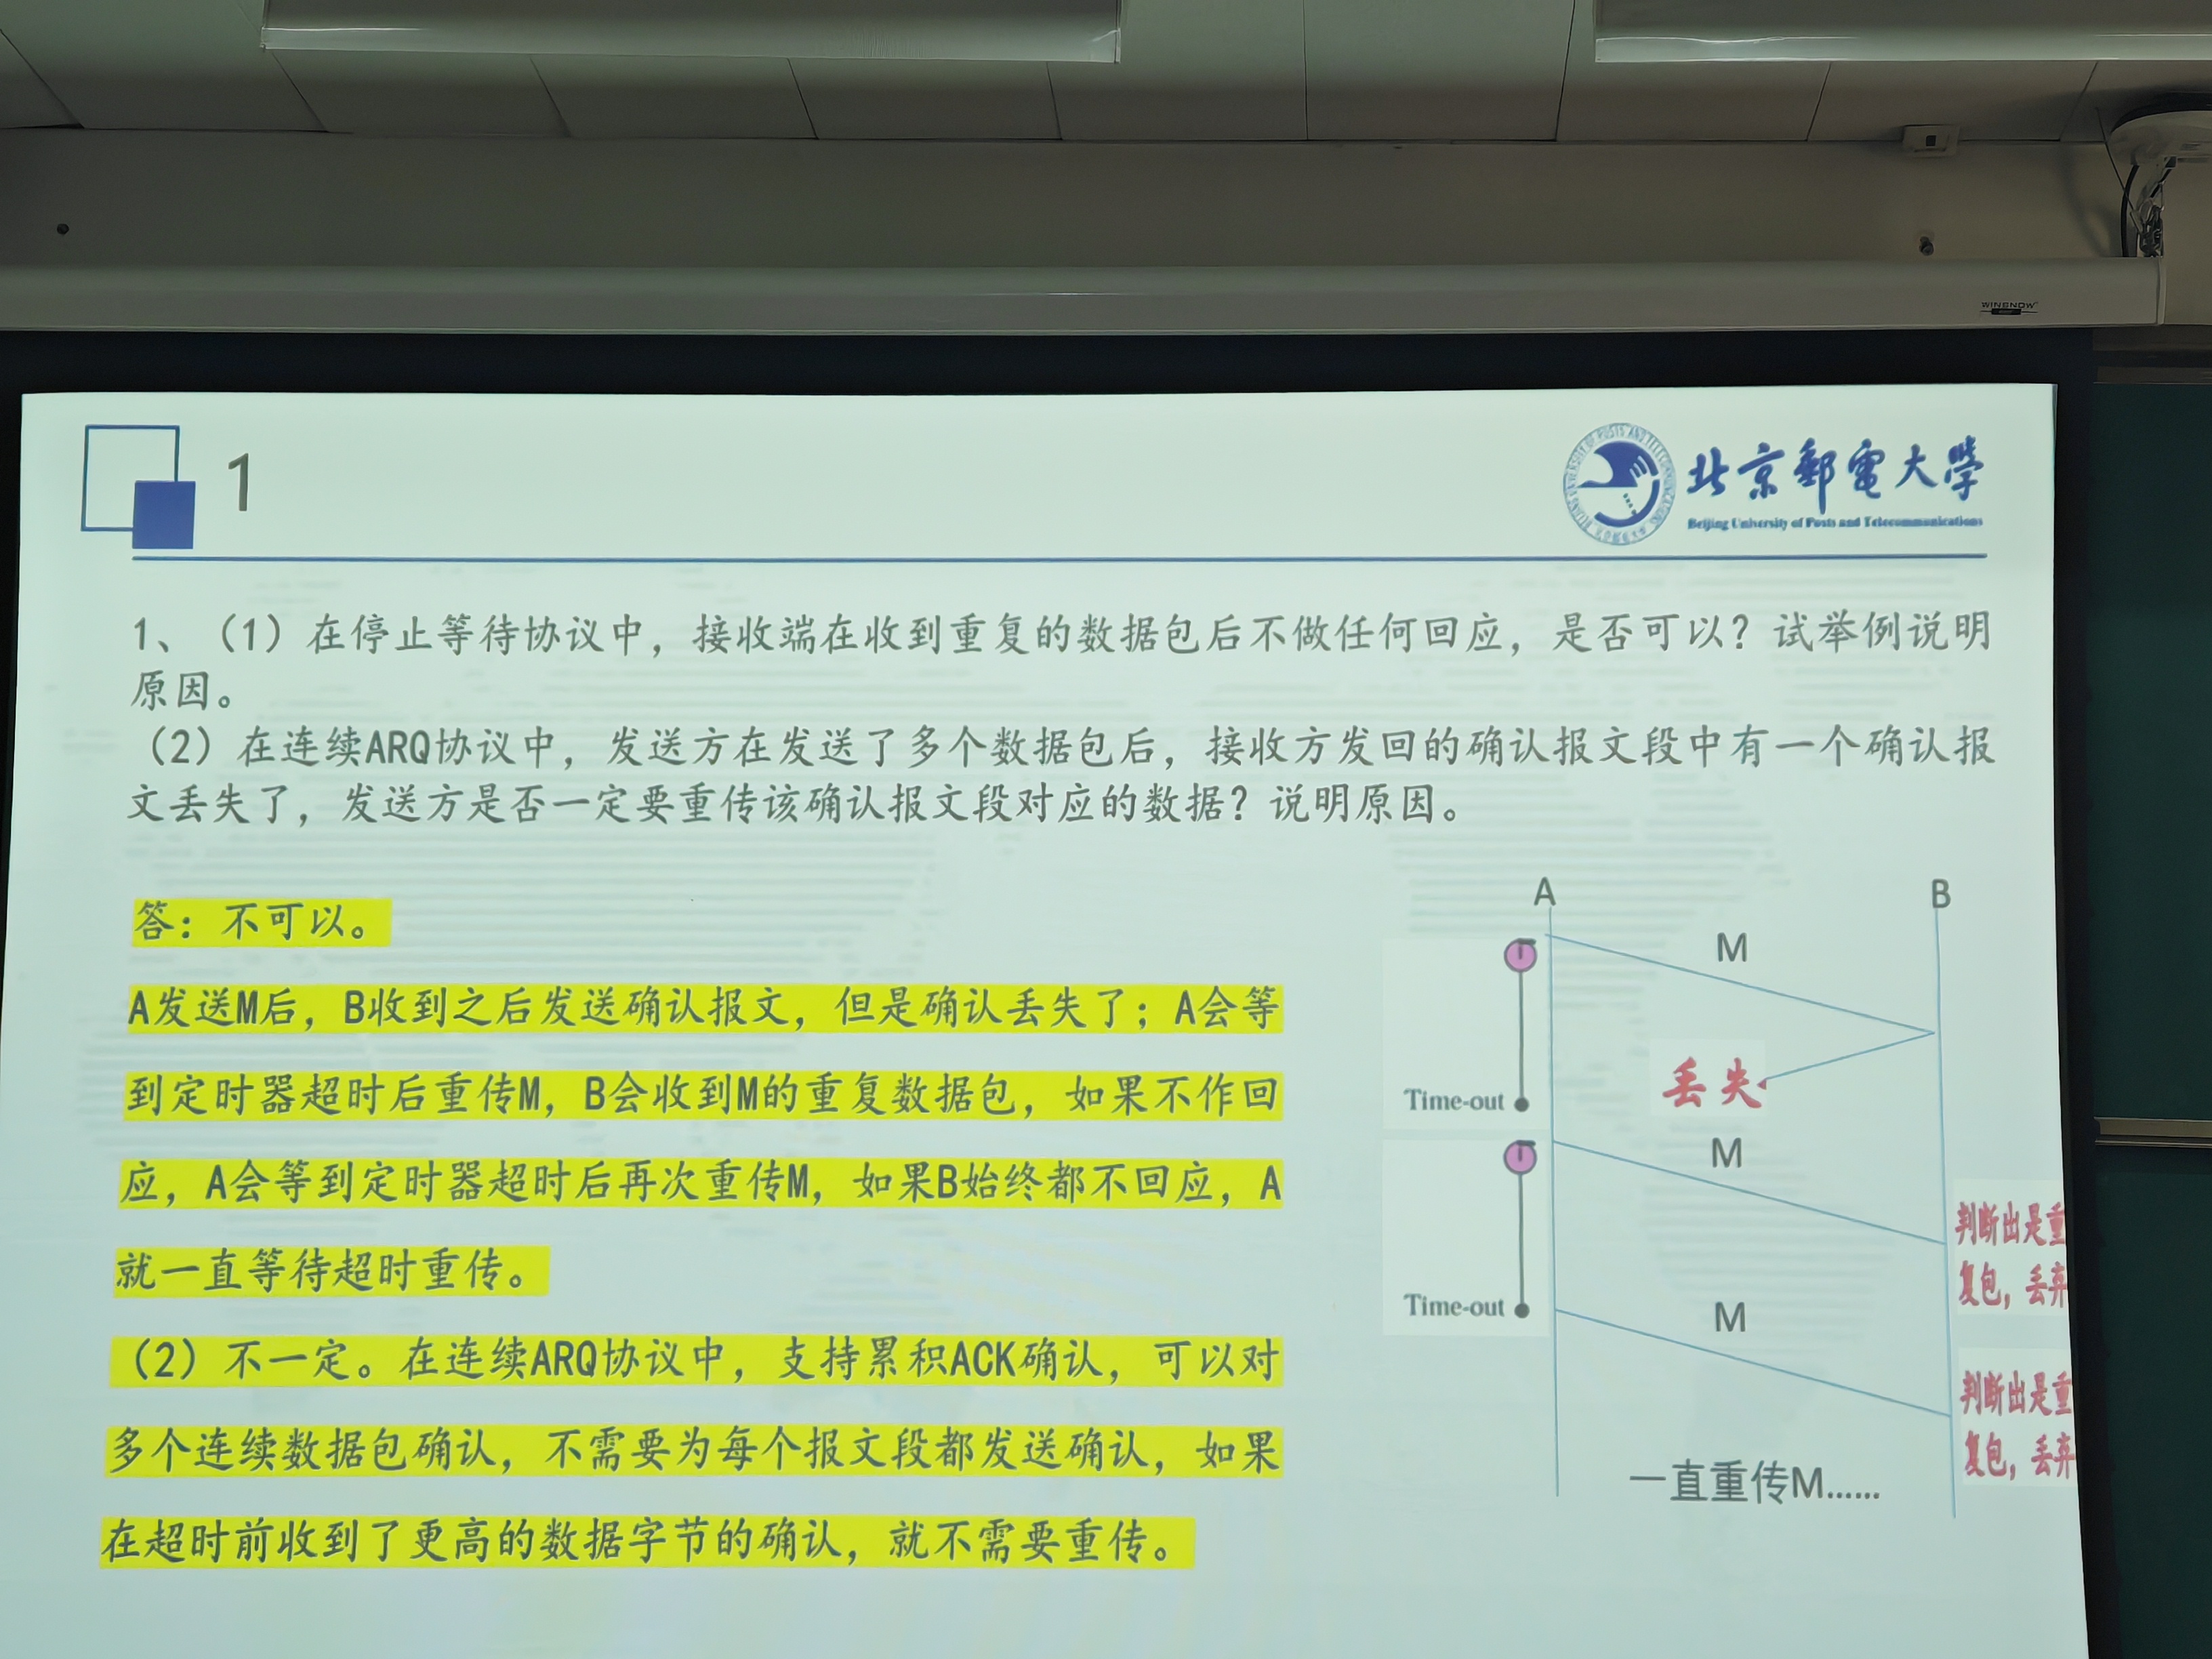 WINSNOW
1
北京郵電大學
Beijing University of Posts and Telecommunications
1、（1）在停止等待协议中，接收端在收到重复的数据包后不做任何回应，是否可以？试举例说明
原因。
（2）在连续ARQ协议中，发送方在发送了多个数据包后，接收方发回的确认报文段中有一个确认报
文丢失了，发送方是否一定要重传该确认报文段对应的数据？说明原因。
答：不可以。
A发送M后，B收到之后发送确认报文，但是确认丢失了；A会等
到定时器超时后重传M，B会收到M的重复数据包，如果不作回
应，A会等到定时器超时后再次重传M，如果B始终都不回应，A
就一直等待超时重传。
（2）不一定。在连续ARQ协议中，支持累积ACK确认，可以对
多个连续数据包确认，不需要为每个报文段都发送确认，如果
在超时前收到了更高的数据字节的确认，就不需要重传。
A
B
M
丢失
Time-out
M
判断出是重
复包，丢弃
Time-out
M
判断出是重
复包，丢弃
一直重传M……